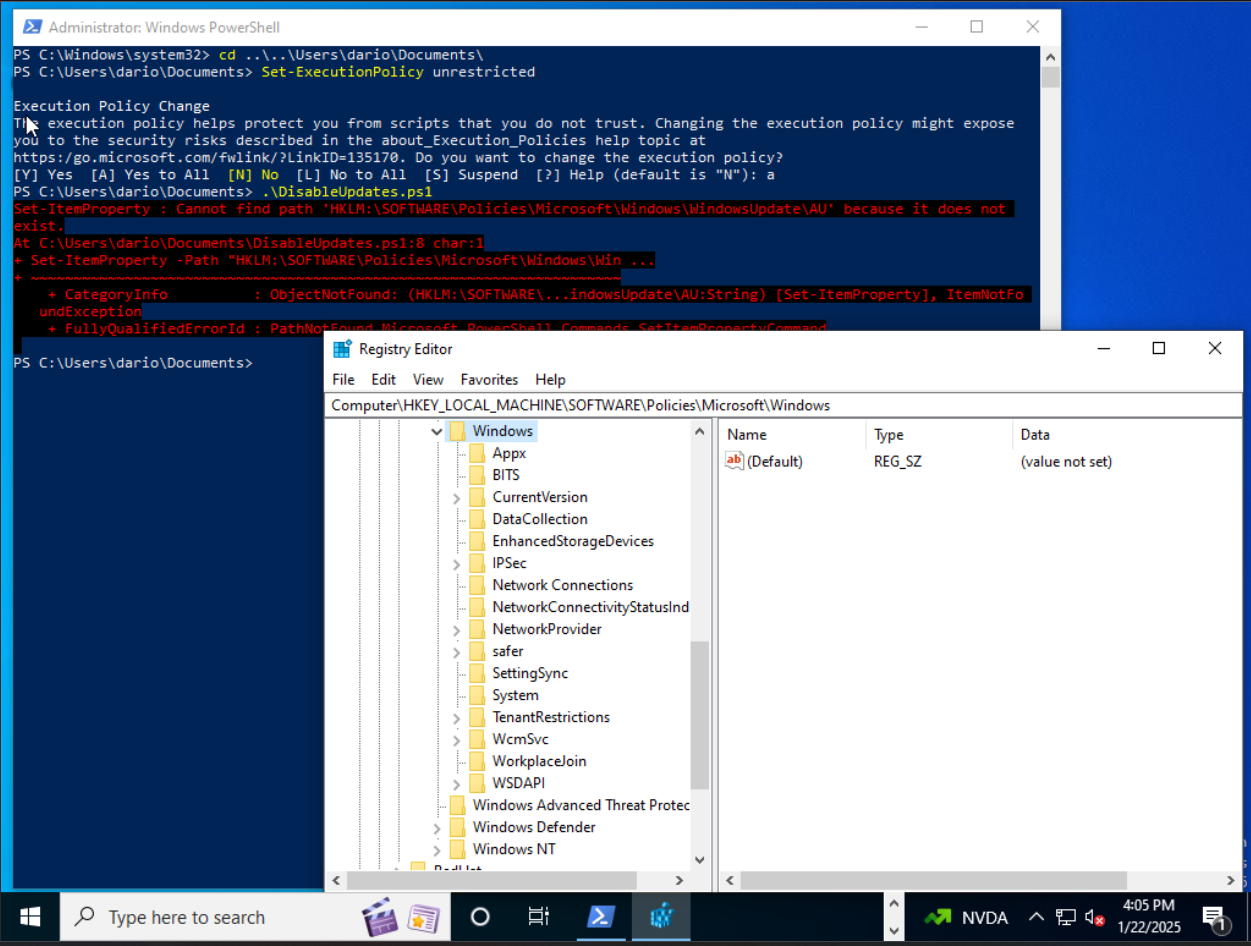 Administrator: Windows PowerShell
PS C:\Windows\system32> cd ..\..\Users\dario\Documents\
PS C:\Users\dario\Documents> Set-ExecutionPolicy unrestricted
Execution Policy Change
The execution policy helps protect you from scripts that you do not trust. Changing the execution policy might expose
you to the security risks described in the about_Execution_Policies help topic at
https:/go.microsoft.com/fwlink/?LinkID=135170. Do you want to change the execution policy?
[Y] Yes  [A] Yes to All  [N] No  [L] No to All  [S] Suspend  [?] Help (default is "N"): a
PS C:\Users\dario\Documents> .\DisableUpdates.ps1
Set-ItemProperty : Cannot find path 'HKLM:\SOFTWARE\Policies\Microsoft\Windows\WindowsUpdate\AU' because it does not
exist.
At C:\Users\dario\Documents\DisableUpdates.ps1:8 char:1
+ Set-ItemProperty -Path "HKLM:\SOFTWARE\Policies\Microsoft\Windows\Win ...
+ ~~~~~~~~~~~~~~~~~~~~~~~~~~~~~~~~~~~~~~~~~~~~~~~~~~~~~~~~~~~~~~~~~~~~~
+ CategoryInfo          : ObjectNotFound: (HKLM:\SOFTWARE\...indowsUpdate\AU:String) [Set-ItemProperty], ItemNotFo
undException
+ FullyQualifiedErrorId : PathNotFound,Microsoft.PowerShell.Commands.SetItemPropertyCommand
PS C:\Users\dario\Documents>
Registry Editor
File Edit View Favorites Help
Computer\HKEY_LOCAL_MACHINE\SOFTWARE\Policies\Microsoft\Windows
Windows
Appx
BITS
CurrentVersion
DataCollection
EnhancedStorageDevices
IPSec
Network Connections
NetworkConnectivityStatusInd
NetworkProvider
safer
SettingSync
System
TenantRestrictions
WcmSvc
WorkplaceJoin
WSDAPI
Windows Advanced Threat Protec
Windows Defender
Windows NT
Name Type Data
ab (Default) REG_SZ (value not set)
Type here to search
NVDA
4:05 PM
1/22/2025
1